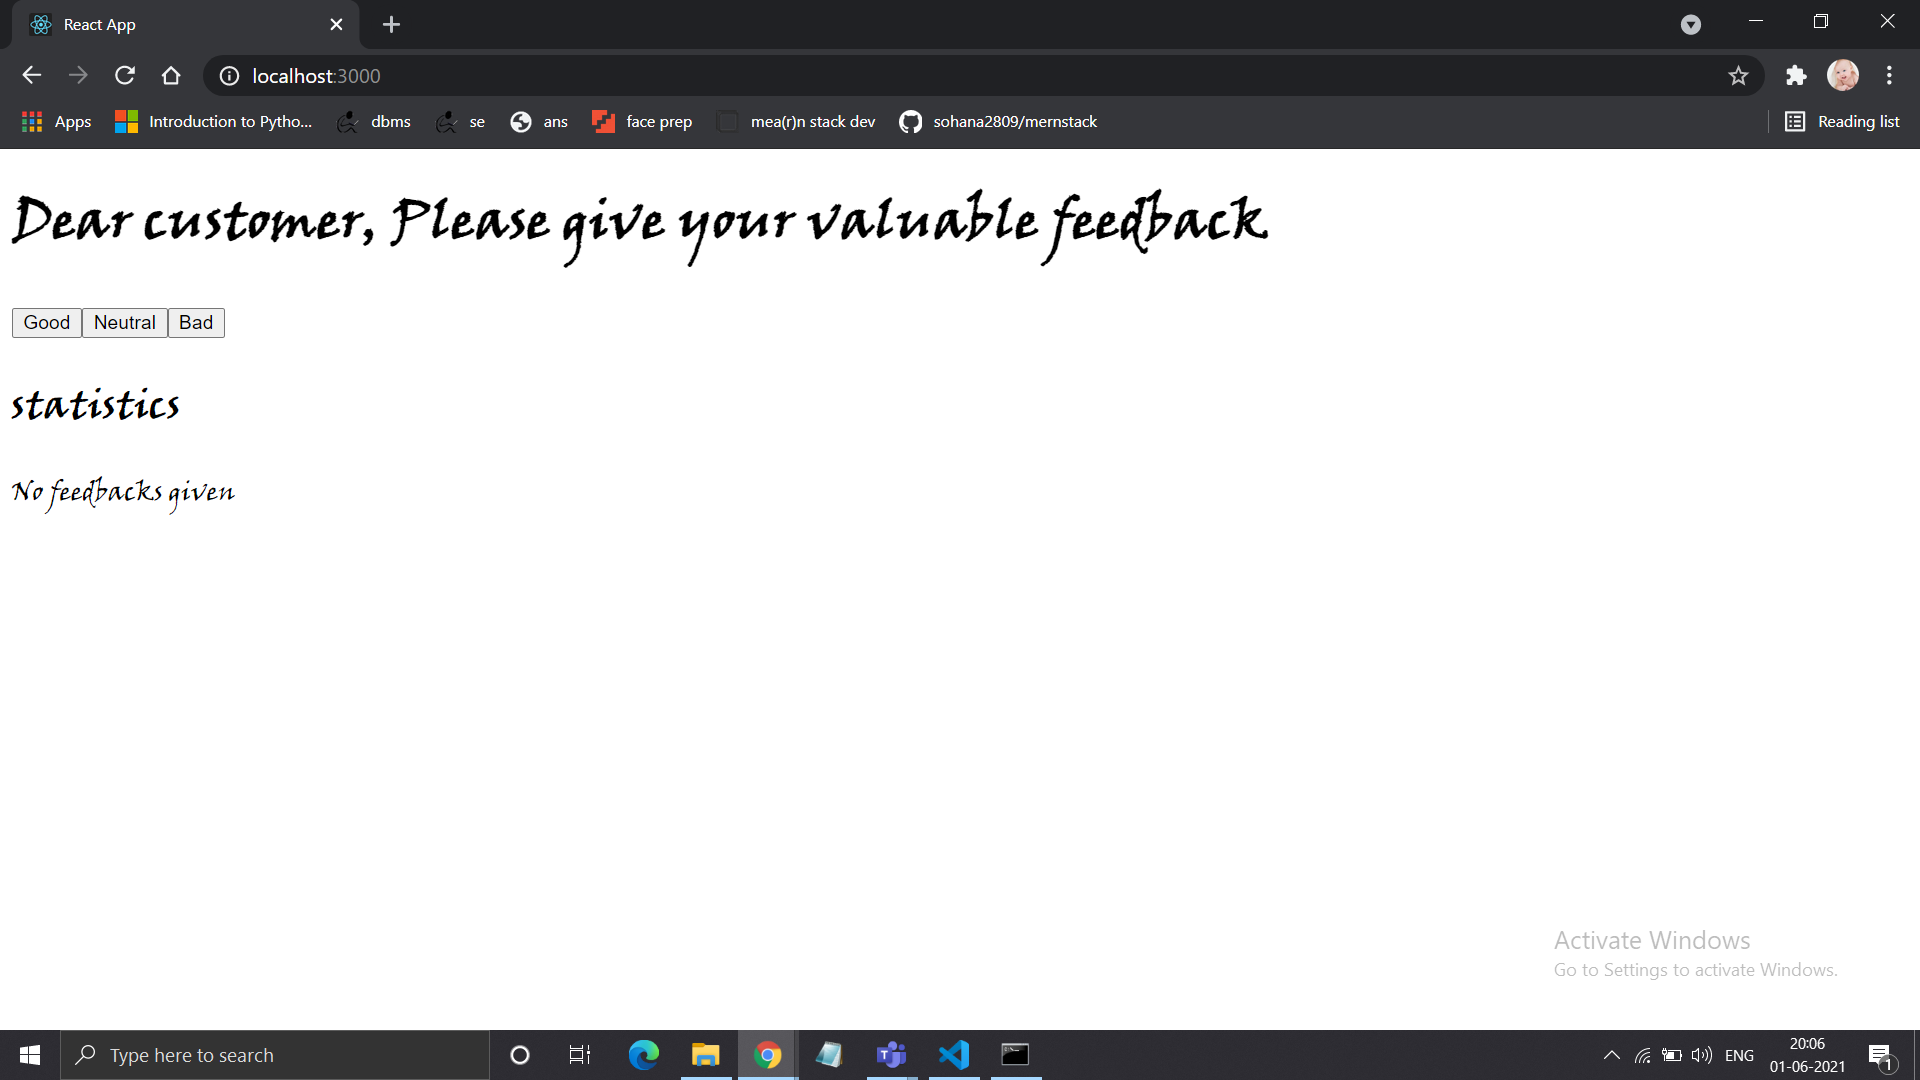 React App
localhost:3000
Apps Introduction to Pytho... dbms se ans face prep mea(r)n stack dev sohana2809/mernstack Reading list
Dear customer, Please give your valuable feedback
Good Neutral Bad
statistics
No feedbacks given
Activate Windows
Go to Settings to activate Windows.
Type here to search
ENG
20:06
01-06-2021
1